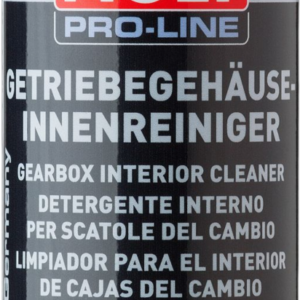 PRO-LINE
GETRIEBEGEHÄUSE-
INNENREINIGER
GEARBOX INTERIOR CLEANER
DETERGENTE INTERNO
PER SCATOLE DEL CAMBIO
LIMPIADOR PARA EL INTERIOR
DE CAJAS DEL CAMBIO
Germany